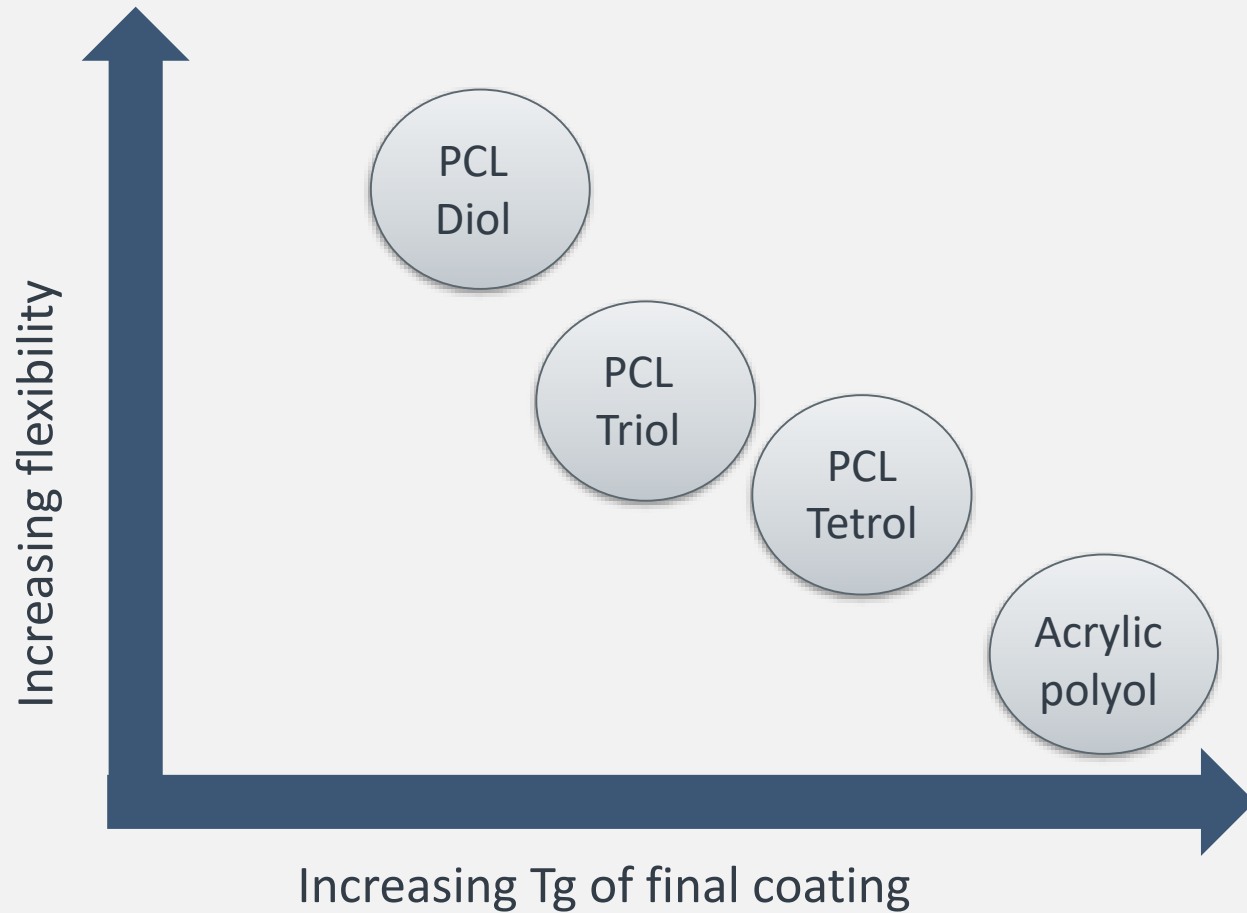 Increasing flexibility
PCL
Diol
PCL
Triol
PCL
Tetrol
Acrylic
polyol
Increasing Tg of final coating